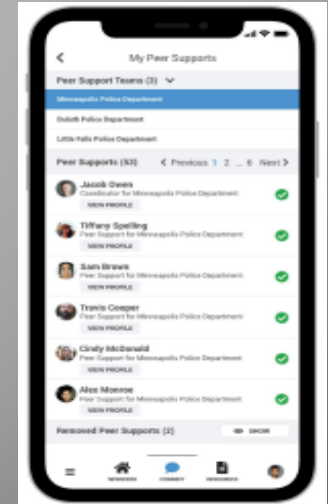 My Peer Supports
Peer Support Teams (3)
Minneapolis Police Department
Duluth Police Department
Little Falls Police Department
Peer Supports (53) < Previous 1 2 ... 6 Next >
Jacob Owen
Coordinator for Minneapolis Police Department
VIEW PROFILE
Tiffany Spelling
Peer Support for Minneapolis Police Department
VIEW PROFILE
Sam Brown
Peer Support for Minneapolis Police Department
VIEW PROFILE
Travis Cooper
Peer Support for Minneapolis Police Department
VIEW PROFILE
Cindy McDonald
Peer Support for Minneapolis Police Department
VIEW PROFILE
Alex Monroe
Peer Support for Minneapolis Police Department
VIEW PROFILE
Removed Peer Supports (2) SHOW
CONNECT RESOURCES